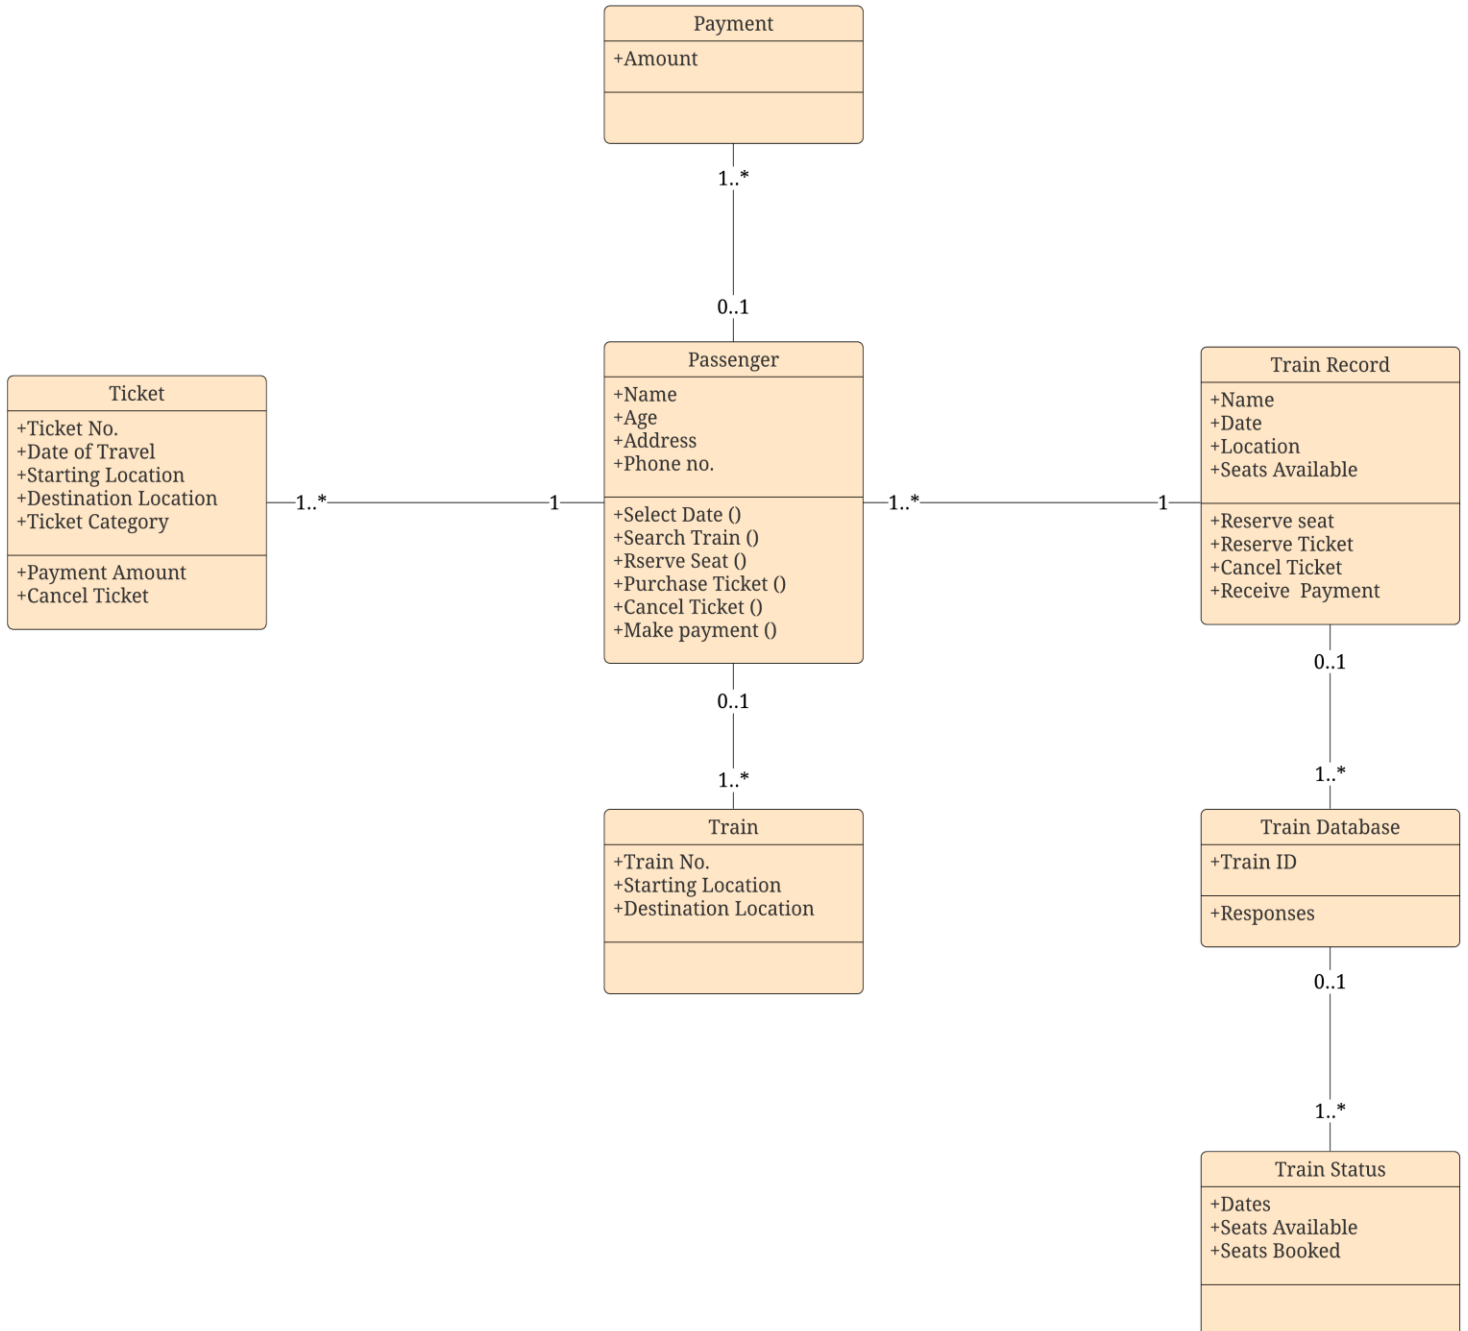 Payment
+Amount
1..*
0..1
Passenger
+Name
+Age
+Address
+Phone no.
+Select Date ()
+Search Train ()
+Rserve Seat ()
+Purchase Ticket ()
+Cancel Ticket ()
+Make payment ()
Ticket
+Ticket No.
+Date of Travel
+Starting Location
+Destination Location
+Ticket Category
+Payment Amount
+Cancel Ticket
1..*
1
1..*
1
Train Record
+Name
+Date
+Location
+Seats Available
+Reserve seat
+Reserve Ticket
+Cancel Ticket
+Receive  Payment
0..1
1..*
Train
+Train No.
+Starting Location
+Destination Location
0..1
1..*
Train Database
+Train ID
+Responses
0..1
1..*
Train Status
+Dates
+Seats Available
+Seats Booked